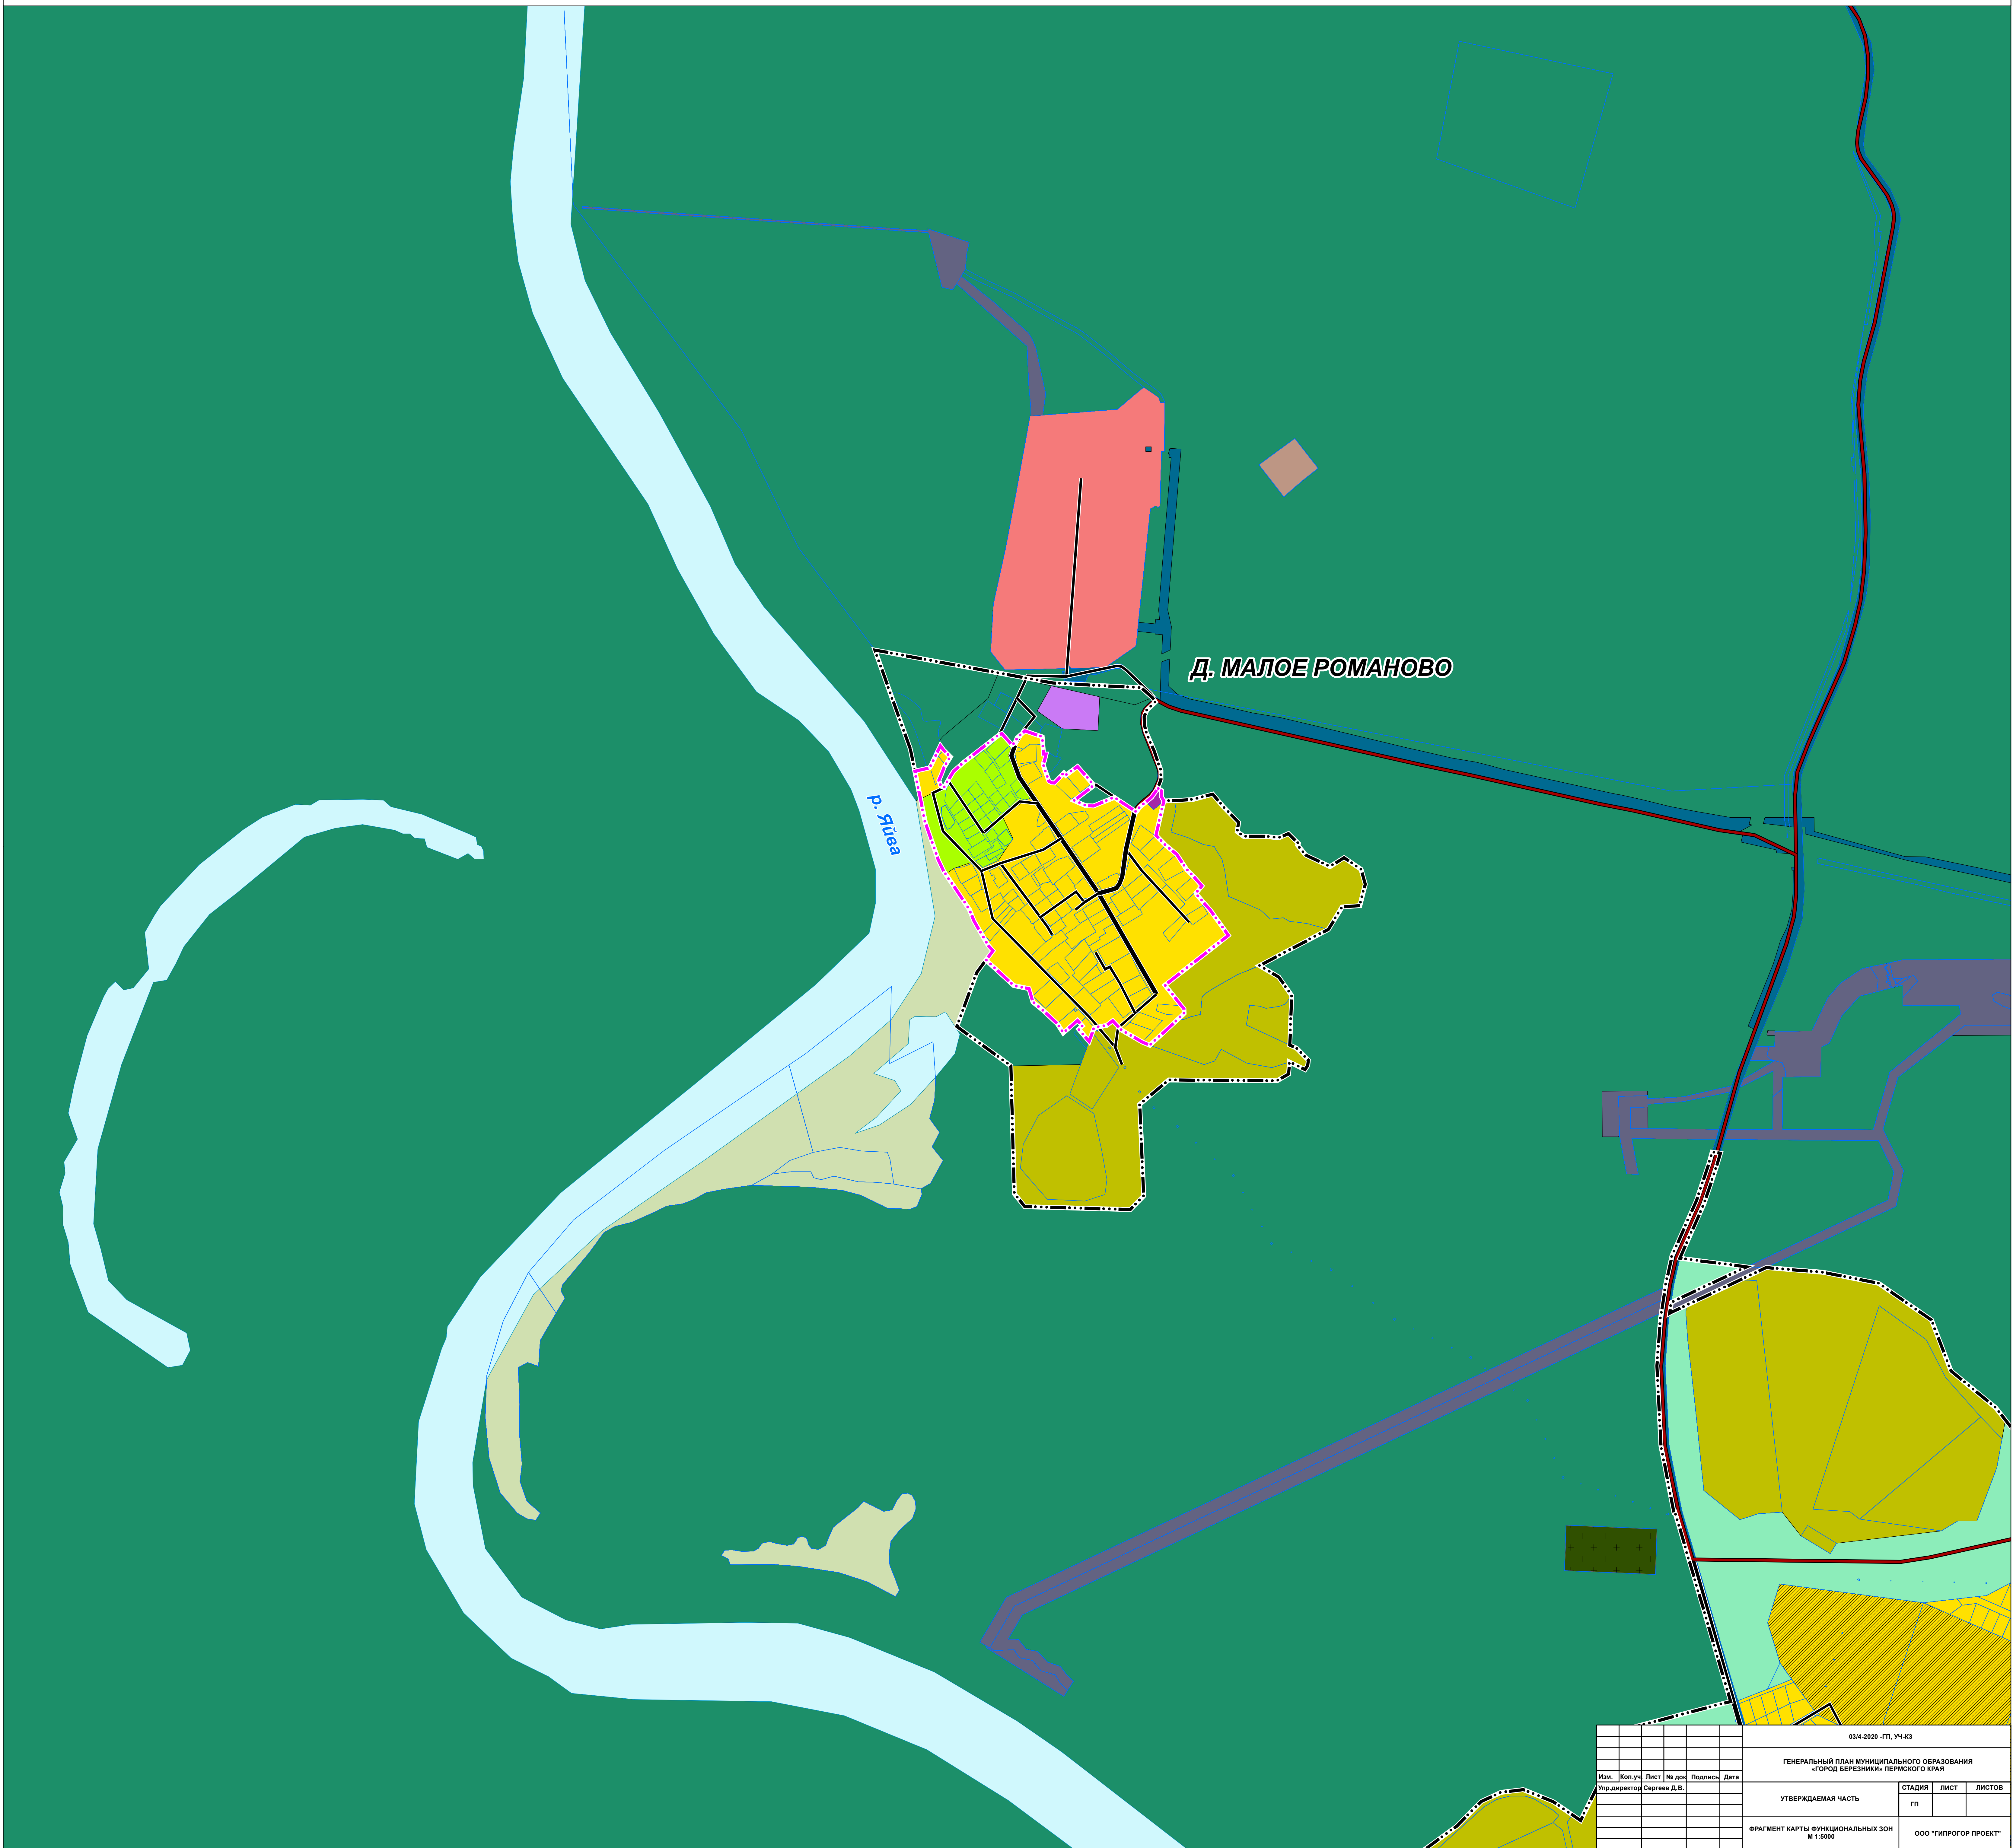 Д. МАЛОЕ РОМАНОВО
р. Яйва
03/4-2020 -ГП, УЧ-КЗ
ГЕНЕРАЛЬНЫЙ ПЛАН МУНИЦИПАЛЬНОГО ОБРАЗОВАНИЯ
«ГОРОД БЕРЕЗНИКИ» ПЕРМСКОГО КРАЯ
Изм. Кол.уч Лист № док Подпись Дата
Упр.директор Сергеев Д.В.
УТВЕРЖДАЕМАЯ ЧАСТЬ
СТАДИЯ ЛИСТ ЛИСТОВ
ГП
ФРАГМЕНТ КАРТЫ ФУНКЦИОНАЛЬНЫХ ЗОН
М 1:5000
ООО "ГИПРОГОР ПРОЕКТ"